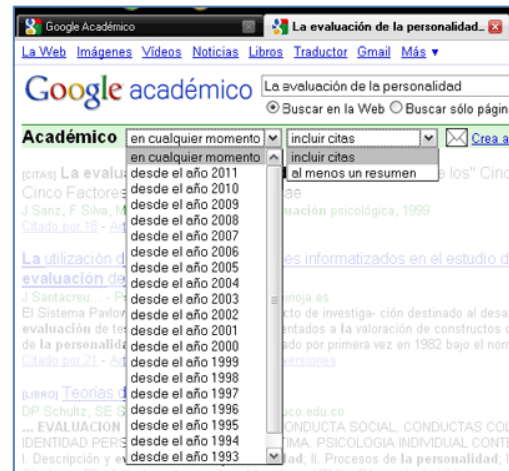 Google Académico
La evaluación de la personalidad...
La Web Imágenes Vídeos Noticias Libros Traductor Gmail Más ▼
Google académico
La evaluación de la personalidad
Buscar en la Web Buscar sólo págin
Académico en cualquier momento incluir citas Crea a
en cualquier momento
desde el año 2011
desde el año 2010
desde el año 2009
desde el año 2008
desde el año 2007
desde el año 2006
desde el año 2005
desde el año 2004
desde el año 2003
desde el año 2002
desde el año 2001
desde el año 2000
desde el año 1999
desde el año 1998
desde el año 1997
desde el año 1996
desde el año 1995
desde el año 1994
desde el año 1993
incluir citas
al menos un resumen
[CITAS] La evalu los" Cinc
Cinco Factores ae
J Sanz, F Silva, M uación psicológica, 1999
Citado por 18 - Ar
La utilización d es informatizados en el estudio d
evaluación de
J Santacreu... - P rioja.es
El Sistema Pavlov cto de investiga- ción destinado al desa
evaluación de te entados a la valoración de constructos
de la personalid ado por primera vez en 1982 bajo el nom
Citado por 21 - Art versiones
[LIBRO] Teorías d
DP Schultz, SE S uco.edu.co
... EVALUACION ONDUCTA SOCIAL. CONDUCTAS COL
IDENTIDAD PERS TIMA. PSICOLOGIA INDIVIDUAL CONTE
I. Descripción y ev ad; II. Procesos de la personalidad; I